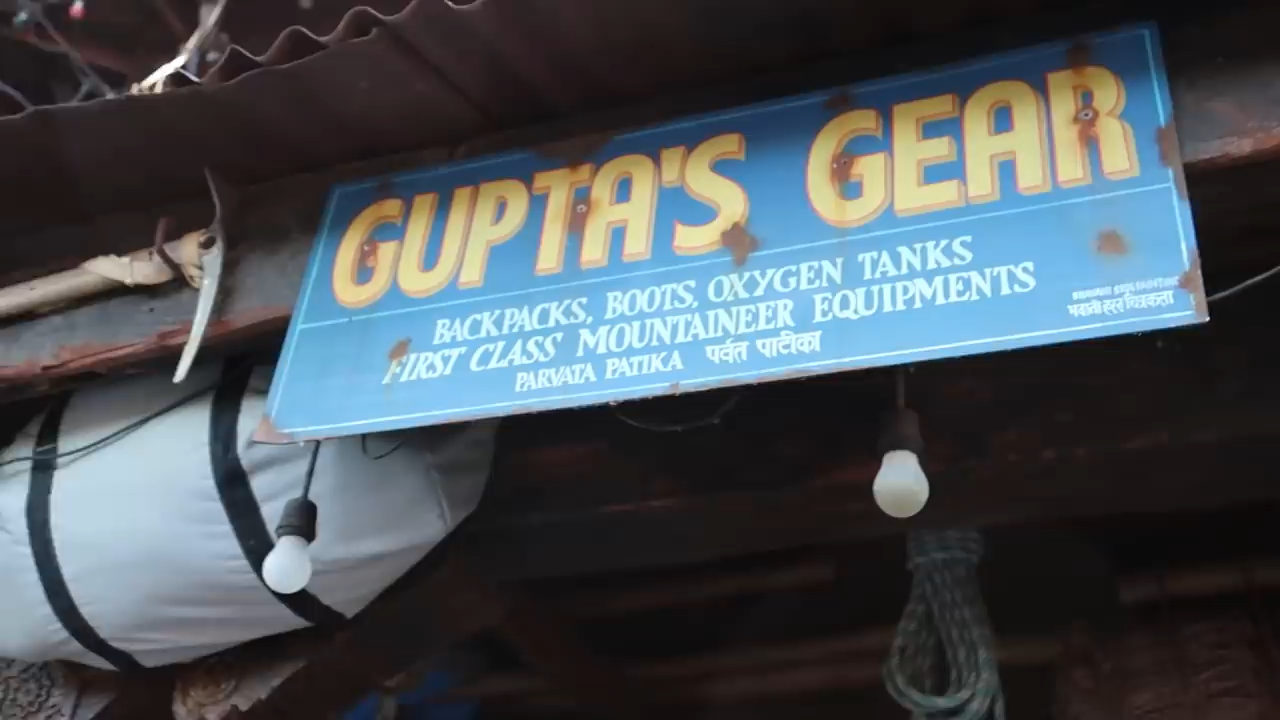 GUPTA'S GEAR
BACKPACKS, BOOTS, OXYGEN TANKS
FIRST CLASS MOUNTAINEER EQUIPMENTS
PARVATA PATIKA पर्वत पाटीका